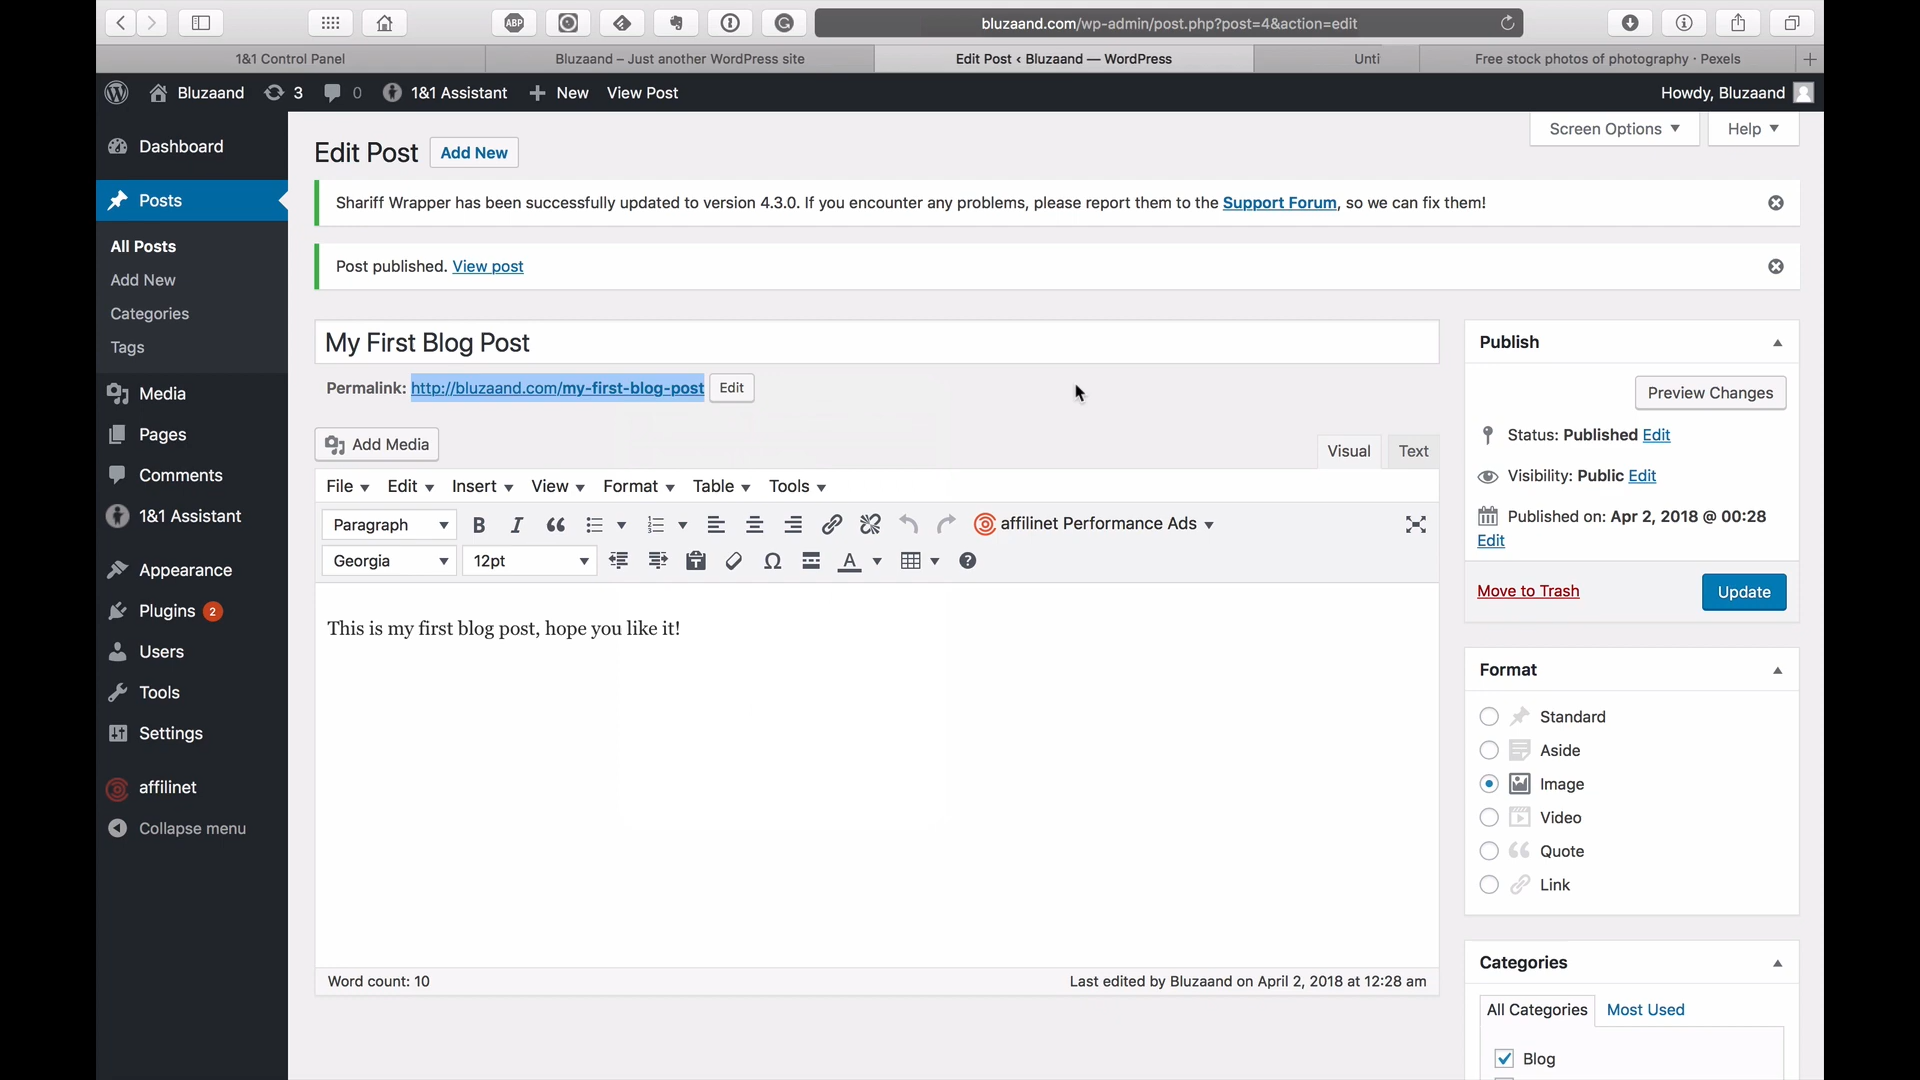 ABP
bluzaand.com/wp-admin/post.php?post=4&action=edit
1&1 Control Panel
Bluzaand – Just another WordPress site
Edit Post ‹ Bluzaand — WordPress
Unti
Free stock photos of photography · Pexels
Bluzaand
3
0
1&1 Assistant
New
View Post
Howdy, Bluzaand
Dashboard
Posts
All Posts
Add New
Categories
Tags
Media
Pages
Comments
1&1 Assistant
Appearance
Plugins 2
Users
Tools
Settings
affilinet
Collapse menu
Screen Options
Help
Edit Post
Add New
Shariff Wrapper has been successfully updated to version 4.3.0. If you encounter any problems, please report them to the Support Forum, so we can fix them!
Post published. View post
My First Blog Post
Permalink: http://bluzaand.com/my-first-blog-post Edit
Add Media
Visual
Text
File Edit Insert View Format Table Tools
Paragraph
B
I
affilinet Performance Ads
Georgia
12pt
This is my first blog post, hope you like it!
Word count: 10
Last edited by Bluzaand on April 2, 2018 at 12:28 am
Publish
Preview Changes
Status: Published Edit
Visibility: Public Edit
Published on: Apr 2, 2018 @ 00:28
Edit
Move to Trash
Update
Format
Standard
Aside
Image
Video
Quote
Link
Categories
All Categories
Most Used
Blog